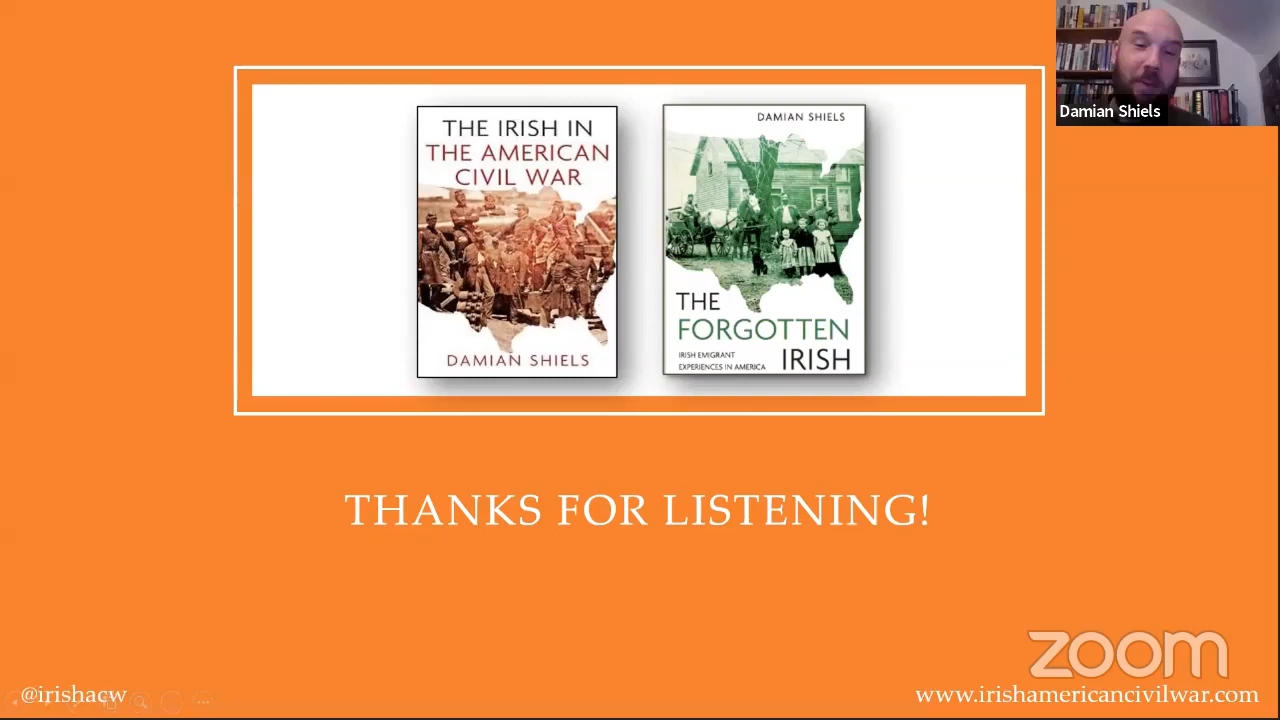 Damian Shiels
THE IRISH IN
THE AMERICAN
CIVIL WAR
DAMIAN SHIELS
DAMIAN SHIELS
THE
FORGOTTEN
IRISH
IRISH EMIGRANT
EXPERIENCES IN AMERICA
THANKS FOR LISTENING!
zoom
@irishacw
www.irishamericancivilwar.com